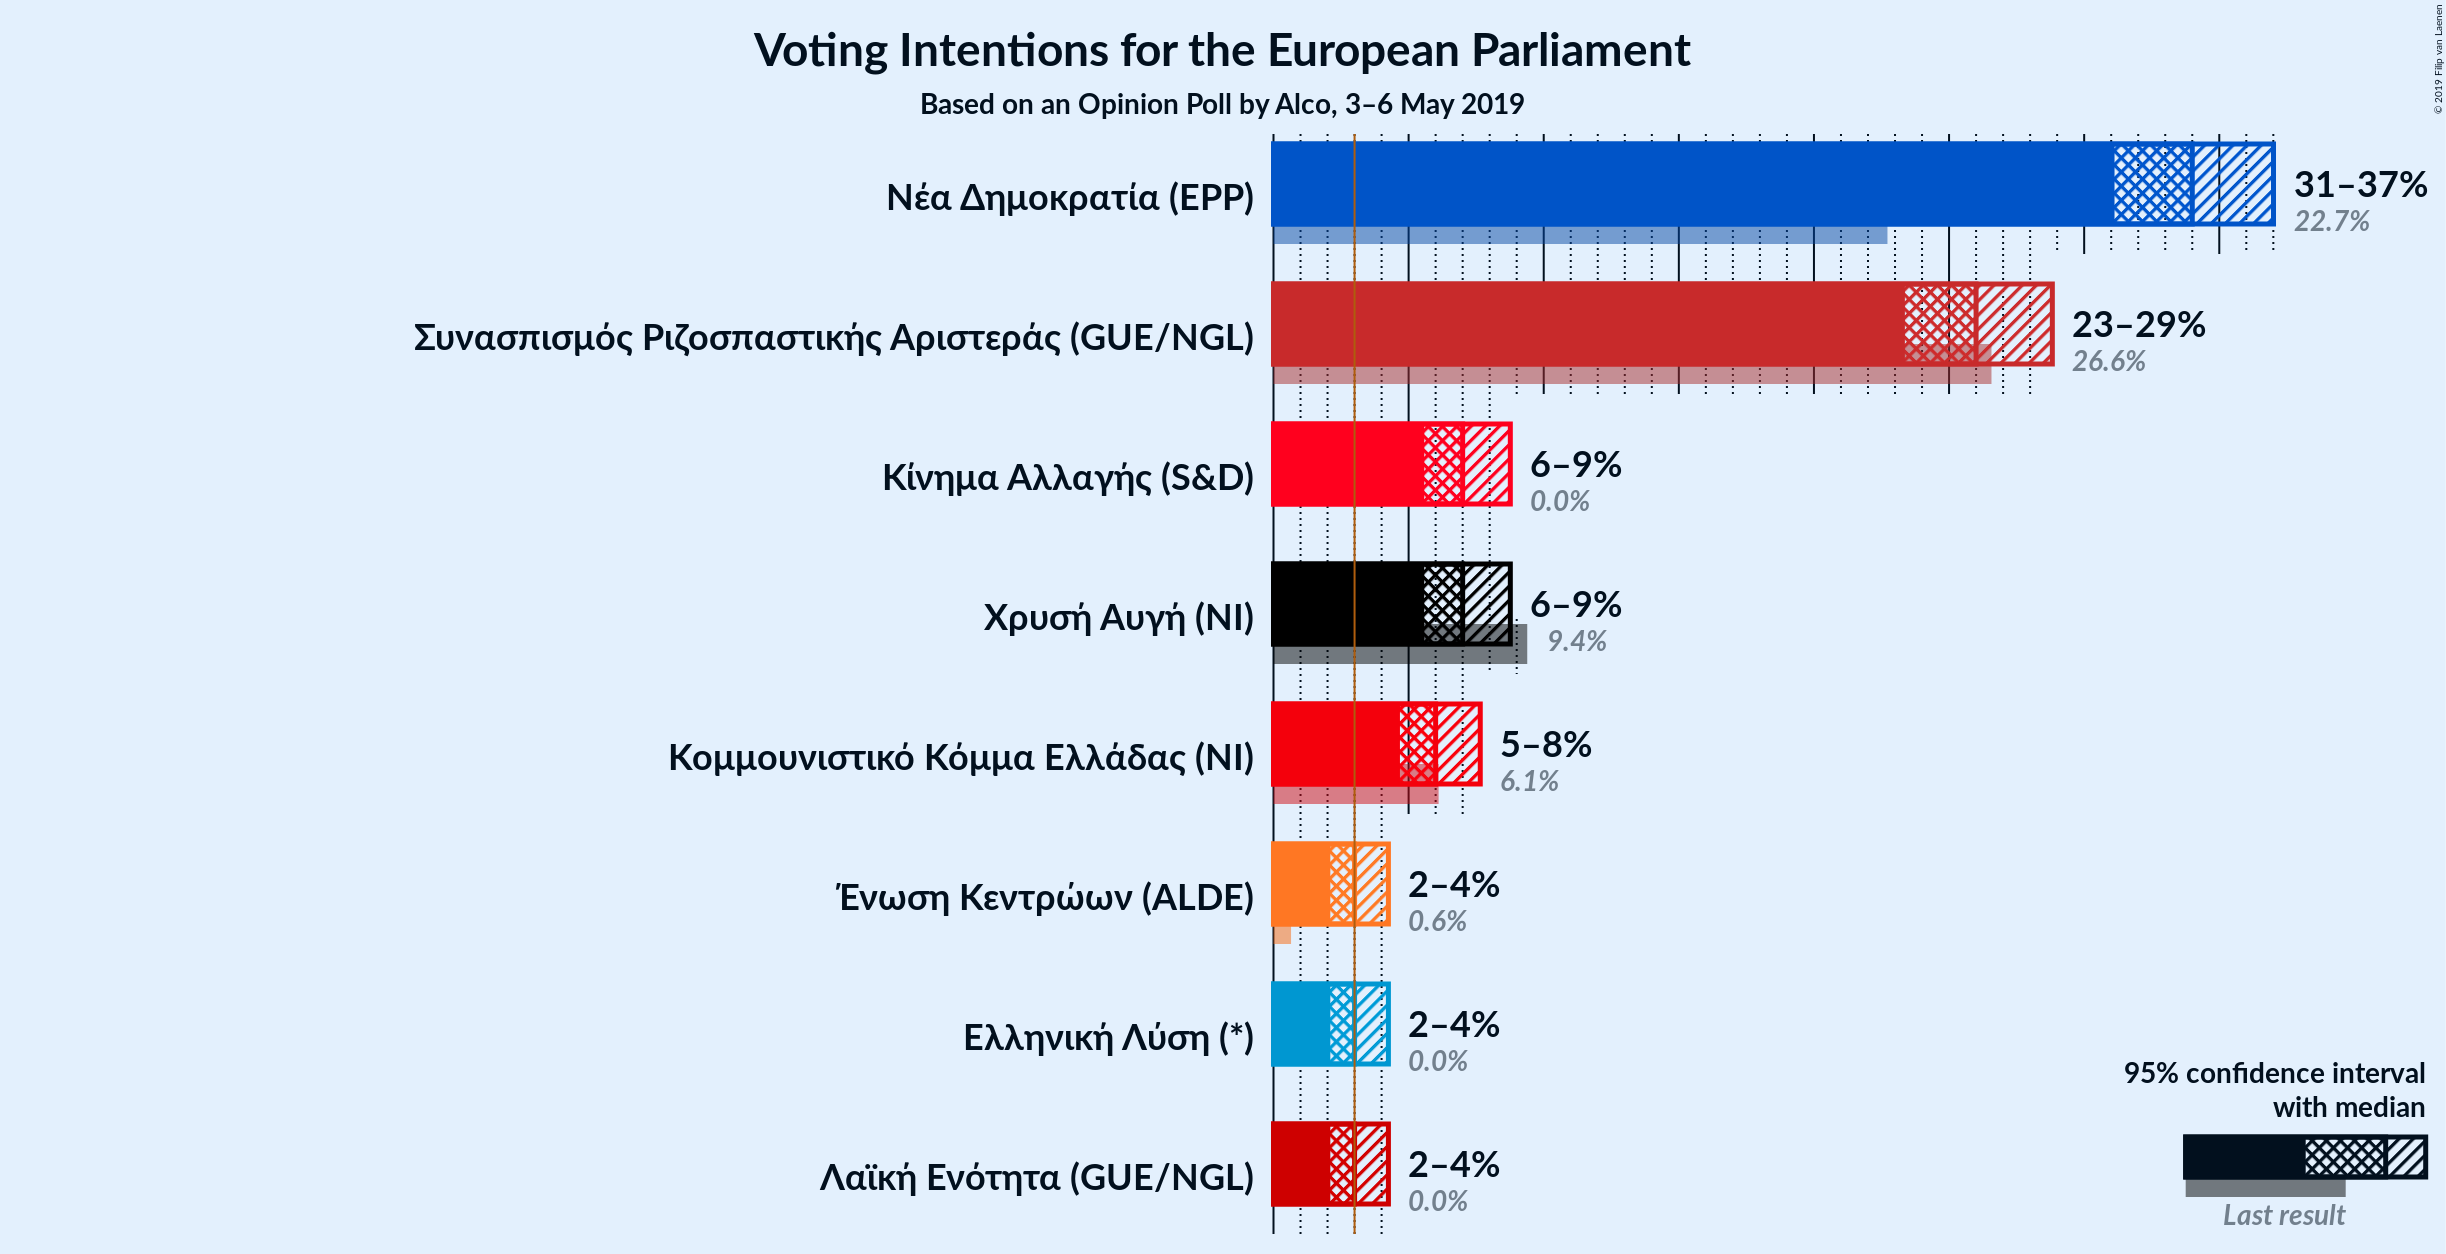 Voting Intentions for the European Parliament
Based on an Opinion Poll by Alco, 3–6 May 2019
© 2019 Filip van Laenen
Νέα Δημοκρατία (EPP)
31–37%
22.7%
Συνασπισμός Ριζοσπαστικής Αριστεράς (GUE/NGL)
23–29%
26.6%
Κίνημα Αλλαγής (S&D)
6–9%
0.0%
Χρυσή Αυγή (NI)
6–9%
9.4%
Κομμουνιστικό Κόμμα Ελλάδας (NI)
5–8%
6.1%
Ένωση Κεντρώων (ALDE)
2–4%
0.6%
Ελληνική Λύση (*)
2–4%
0.0%
Λαϊκή Ενότητα (GUE/NGL)
2–4%
0.0%
95% confidence interval
with median
Last result